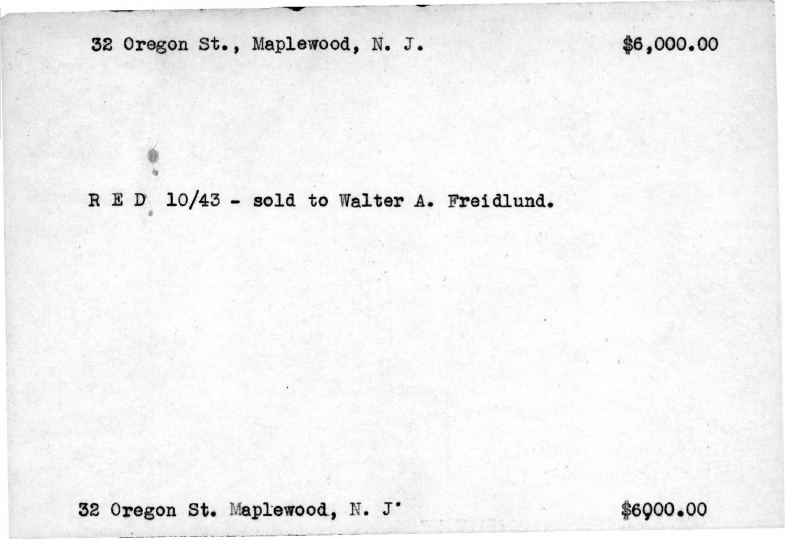 32 Oregon St., Maplewood, N. J. $6,000.00
R E D 10/43 - sold to Walter A. Freidlund.
32 Oregon St. Maplewood, N. J. $6000.00